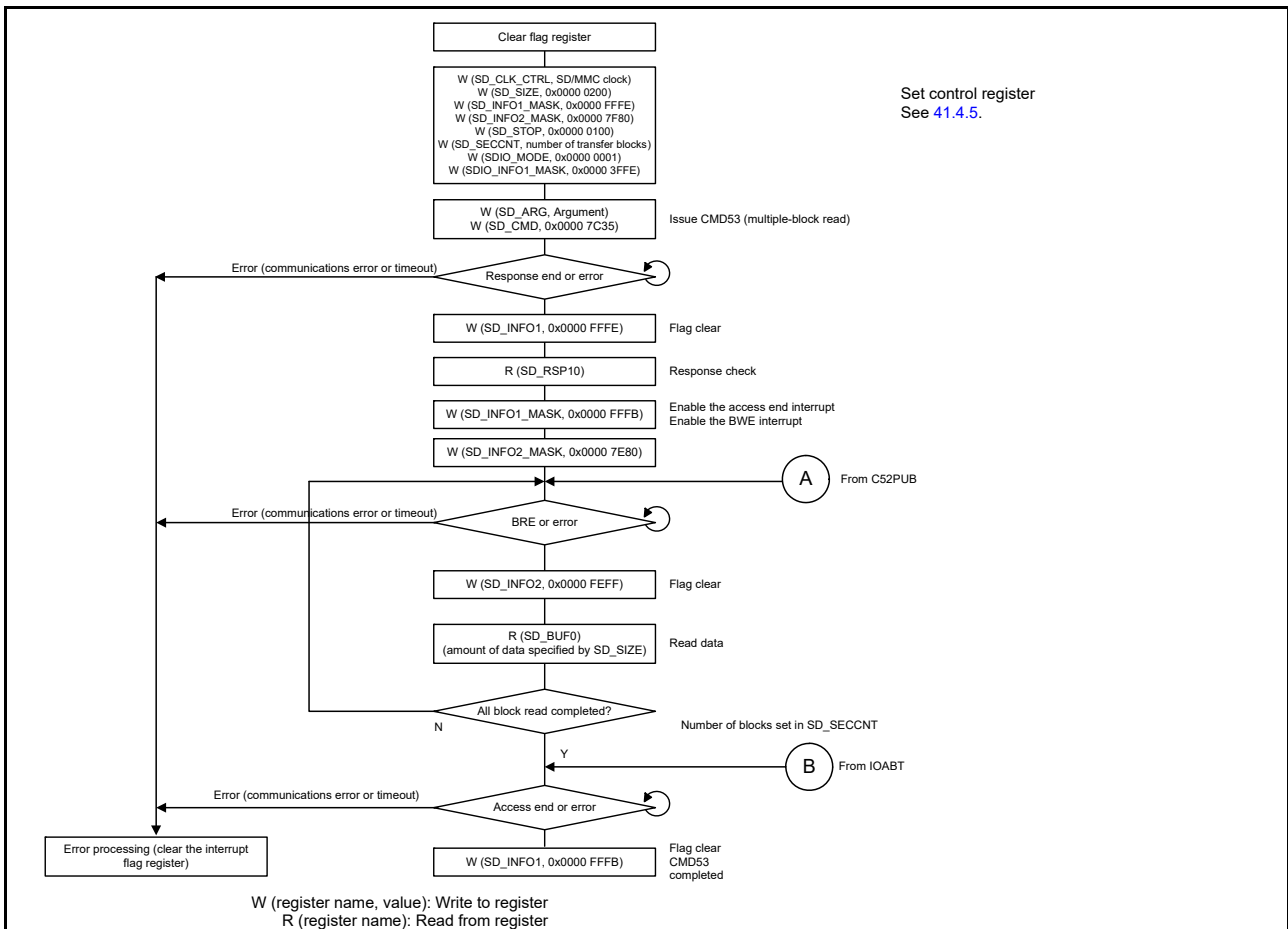 Clear flag register
W (SD_CLK_CTRL, SD/MMC clock)
W (SD_SIZE, 0x0000 0200)
W (SD_INFO1_MASK, 0x0000 FFFE)
W (SD_INFO2_MASK, 0x0000 7F80)
W (SD_STOP, 0x0000 0100)
W (SD_SECCNT, number of transfer blocks)
W (SDIO_MODE, 0x0000 0001)
W (SDIO_INFO1_MASK, 0x0000 3FFE)
Set control register
See 41.4.5.
W (SD_ARG, Argument)
W (SD_CMD, 0x0000 7C35)
Issue CMD53 (multiple-block read)
Error (communications error or timeout)
Response end or error
W (SD_INFO1, 0x0000 FFFE)
Flag clear
R (SD_RSP10)
Response check
W (SD_INFO1_MASK, 0x0000 FFFB)
Enable the access end interrupt
Enable the BWE interrupt
W (SD_INFO2_MASK, 0x0000 7E80)
A
From C52PUB
Error (communications error or timeout)
BRE or error
W (SD_INFO2, 0x0000 FEFF)
Flag clear
R (SD_BUF0)
(amount of data specified by SD_SIZE)
Read data
All block read completed?
N
Number of blocks set in SD_SECCNT
Y
B
From IOABT
Error (communications error or timeout)
Access end or error
Error processing (clear the interrupt
flag register)
W (SD_INFO1, 0x0000 FFFB)
Flag clear
CMD53
completed
W (register name, value): Write to register
R (register name): Read from register